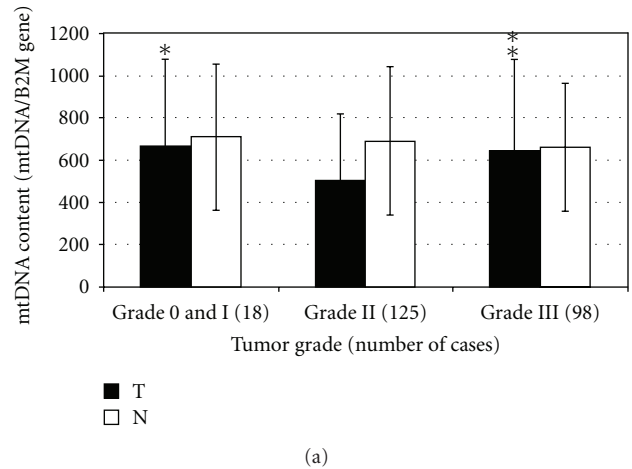 mtDNA content (mtDNA/B2M gene)
1200
1000
800
600
400
200
0
*
*
*
Grade 0 and I (18)
Grade II (125)
Grade III (98)
Tumor grade (number of cases)
T
N
(a)